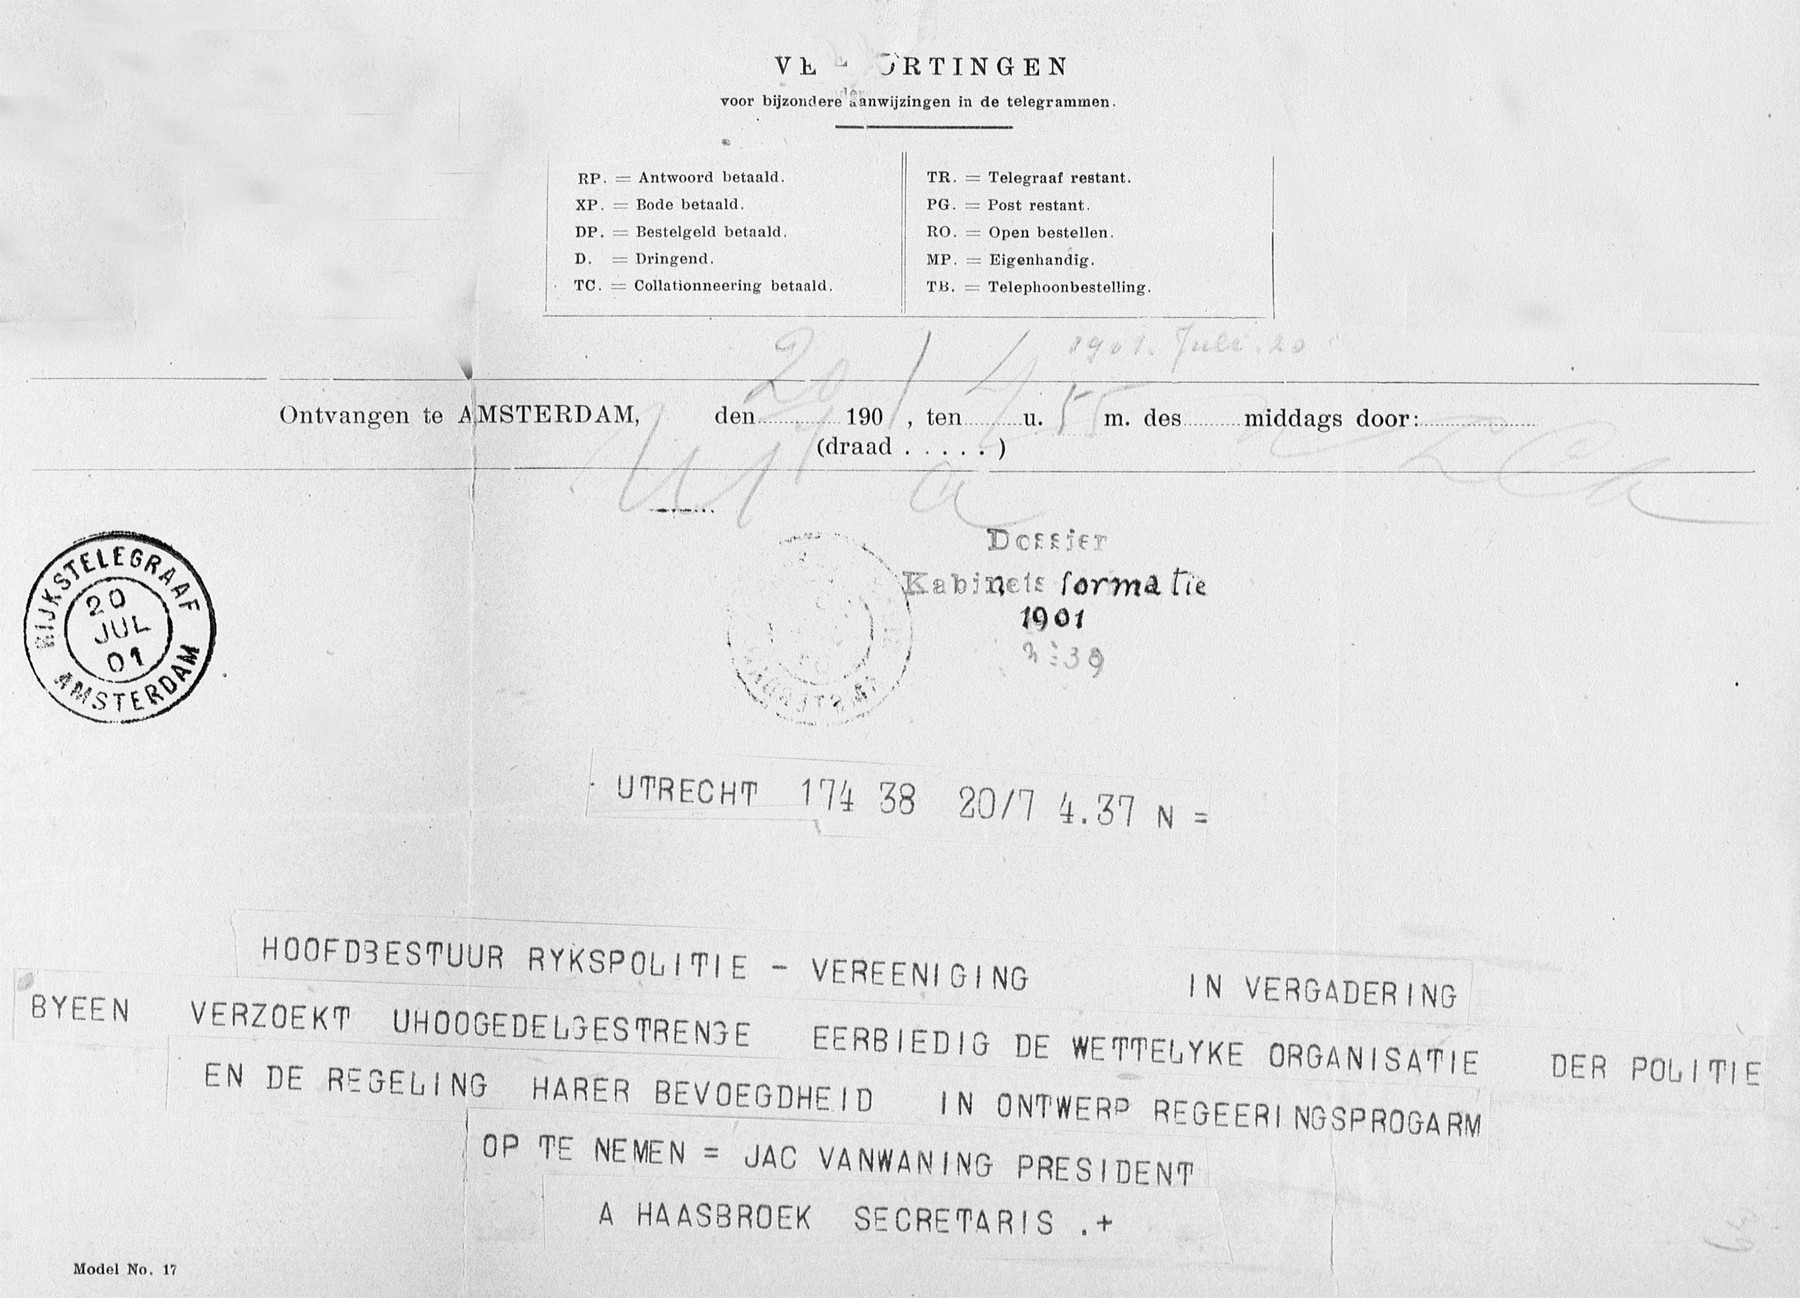 VE ORTINGEN
voor bijzondere aanwijzingen in de telegrammen.
RP. = Antwoord betaald.
XP. = Bode betaald.
DP. = Bestelgeld betaald.
D. = Dringend.
TC. = Collationneering betaald.
TR. = Telegraaf restant.
PG. = Post restant.
RO. = Open bestellen.
MP. = Eigenhandig.
TB. = Telephoonbestelling.
1901. Juli. 20
Ontvangen te AMSTERDAM, den 20 1901, ten 4 u. 55 m. des middags door:
(draad . . . . . )
RIJKSTELEGRAAF
20
JUL
01
AMSTERDAM
Dossier
Kabinets formatie
1901
UTRECHT 174 38 20/7 4.37 N =
HOOFDBESTUUR RYKSPOLITIE - VEREENIGING IN VERGADERING
BYEEN VERZOEKT UHOOGEDELGESTRENGE EERBIEDIG DE WETTELYKE ORGANISATIE DER POLITIE
EN DE REGELING HARER BEVOEGDHEID IN ONTWERP REGEERINGSPROGARM
OP TE NEMEN = JAC VANWANING PRESIDENT
A HAASBROEK SECRETARIS .+
Model No. 17